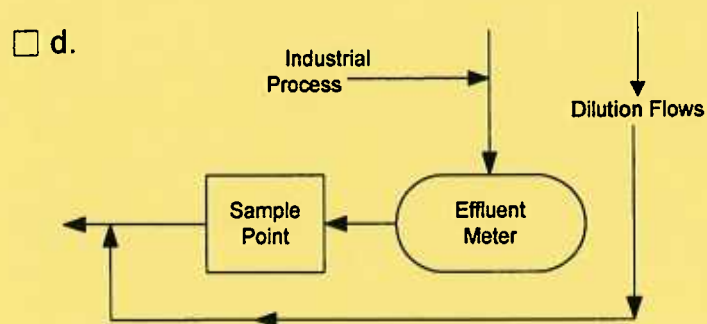 d.
Industrial
Process
Dilution Flows
Sample
Point
Effluent
Meter